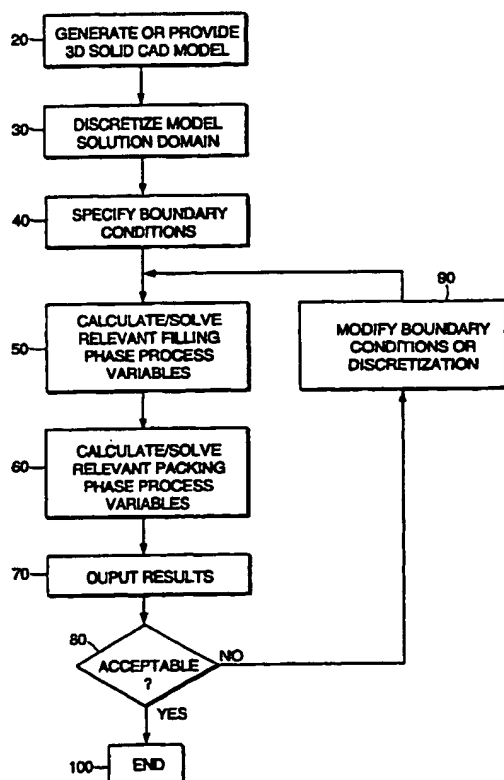 20
GENERATE OR PROVIDE
3D SOLID CAD MODEL
30
DISCRETIZE MODEL
SOLUTION DOMAIN
40
SPECIFY BOUNDARY
CONDITIONS
90
MODIFY BOUNDARY
CONDITIONS OR
DISCRETIZATION
50
CALCULATE/SOLVE
RELEVANT FILLING
PHASE PROCESS
VARIABLES
60
CALCULATE/SOLVE
RELEVANT PACKING
PHASE PROCESS
VARIABLES
70
OUPUT RESULTS
80
ACCEPTABLE
?
NO
YES
100
END